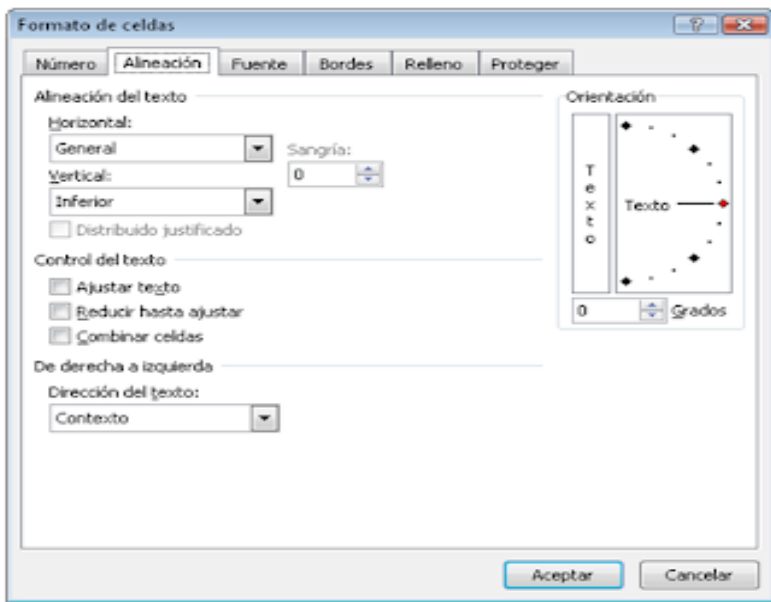 Formato de celdas
Número Alineación Fuente Bordes Relleno Proteger
Alineación del texto
Horizontal:
General
Sangría:
0
Vertical:
Inferior
Distribuido justificado
Control del texto
Ajustar texto
Reducir hasta ajustar
Combinar celdas
De derecha a izquierda
Dirección del texto:
Contexto
Orientación
Texto
Texto
0 Grados
Aceptar Cancelar